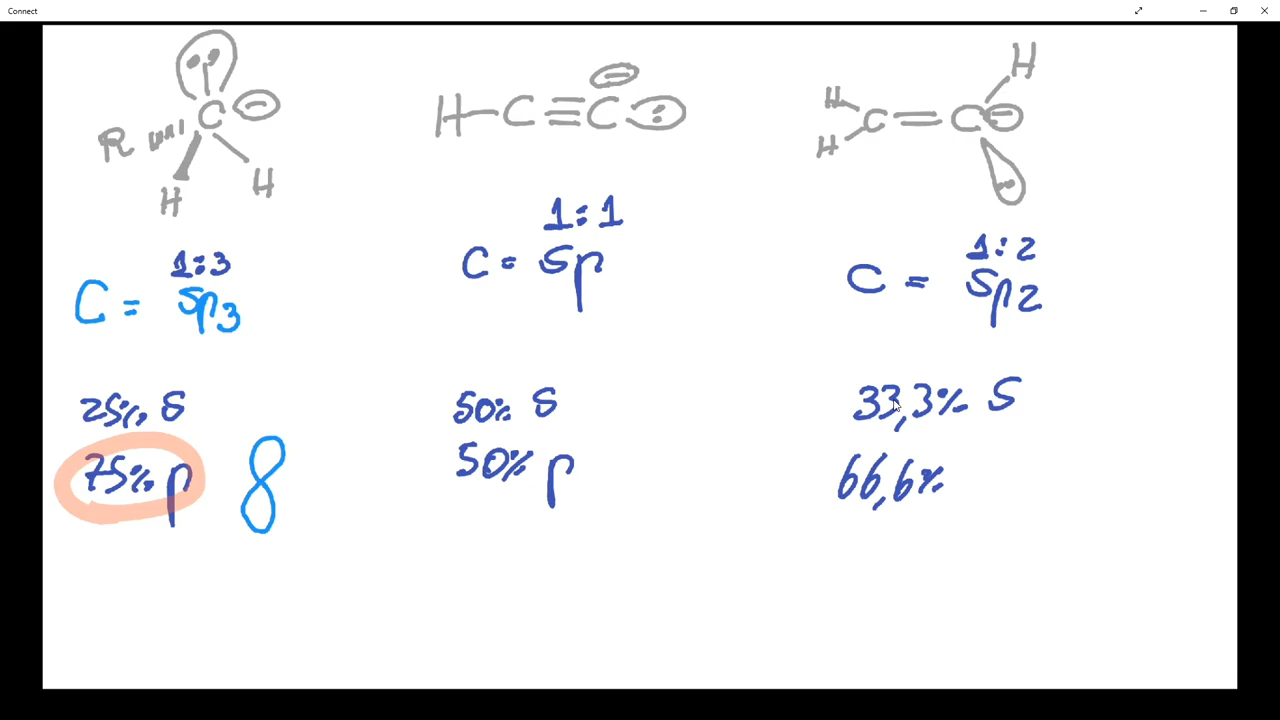 Connect
R C ⊖
H H
H—C≡C ⊖ :
H H C=C ⊖ H
1:3
C = Sp3
1:1
C = Sp
1:2
C = Sp2
25% S
75% p 8
50% S
50% p
33,3% S
66,6%